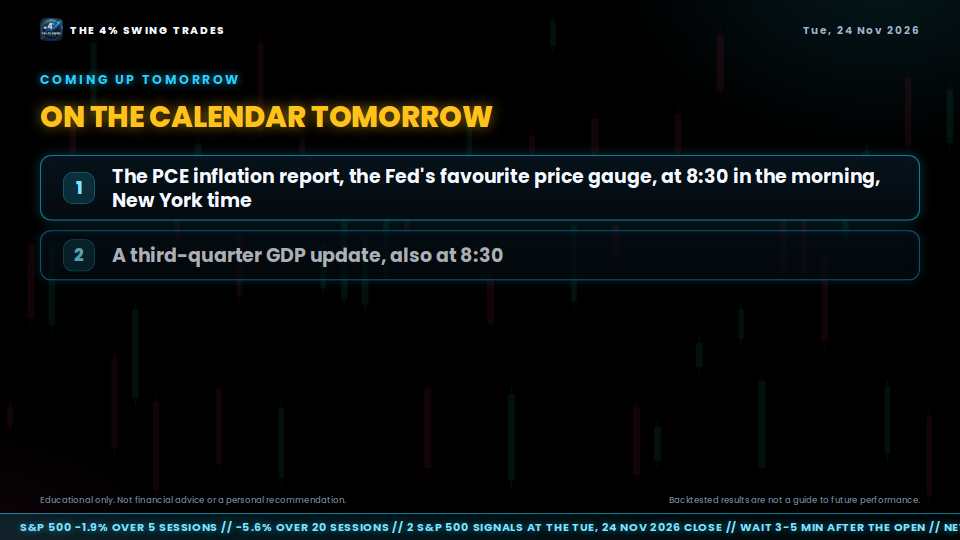 THE 4% SWING TRADES
Tue, 24 Nov 2026
COMING UP TOMORROW
ON THE CALENDAR TOMORROW
1
The PCE inflation report, the Fed's favourite price gauge, at 8:30 in the morning,
New York time
2
A third-quarter GDP update, also at 8:30
Educational only. Not financial advice or a personal recommendation.
Backtested results are not a guide to future performance.
S&P 500 -1.9% OVER 5 SESSIONS // -5.6% OVER 20 SESSIONS // 2 S&P 500 SIGNALS AT THE TUE, 24 NOV 2026 CLOSE // WAIT 3-5 MIN AFTER THE OPEN //